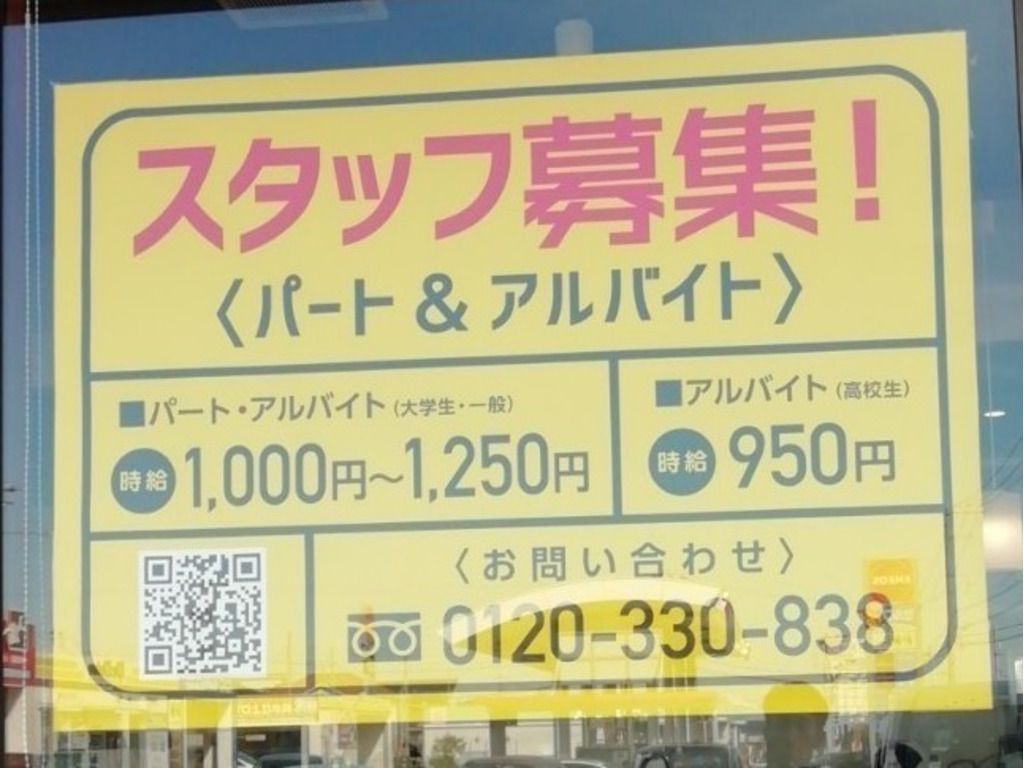 スタッフ募集！
〈パート＆アルバイト〉
■パート・アルバイト（大学生・一般）
時給 1,000円～1,250円
■アルバイト（高校生）
時給 950円
〈お問い合わせ〉
0120-330-838